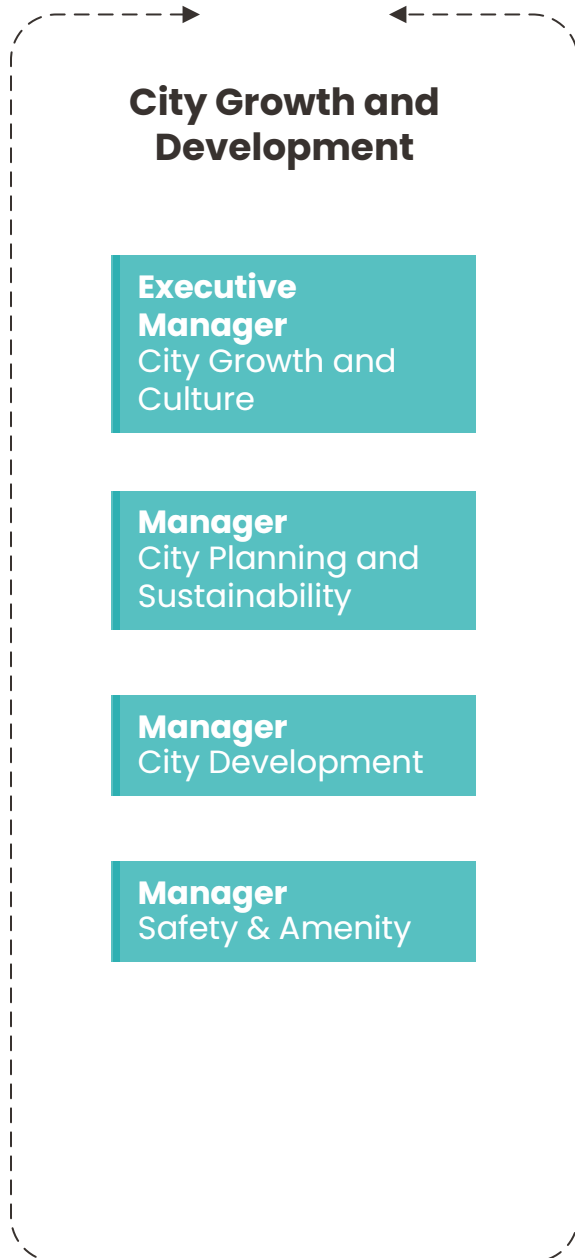 City Growth and
Development
Executive
Manager
City Growth and
Culture
Manager
City Planning and
Sustainability
Manager
City Development
Manager
Safety & Amenity